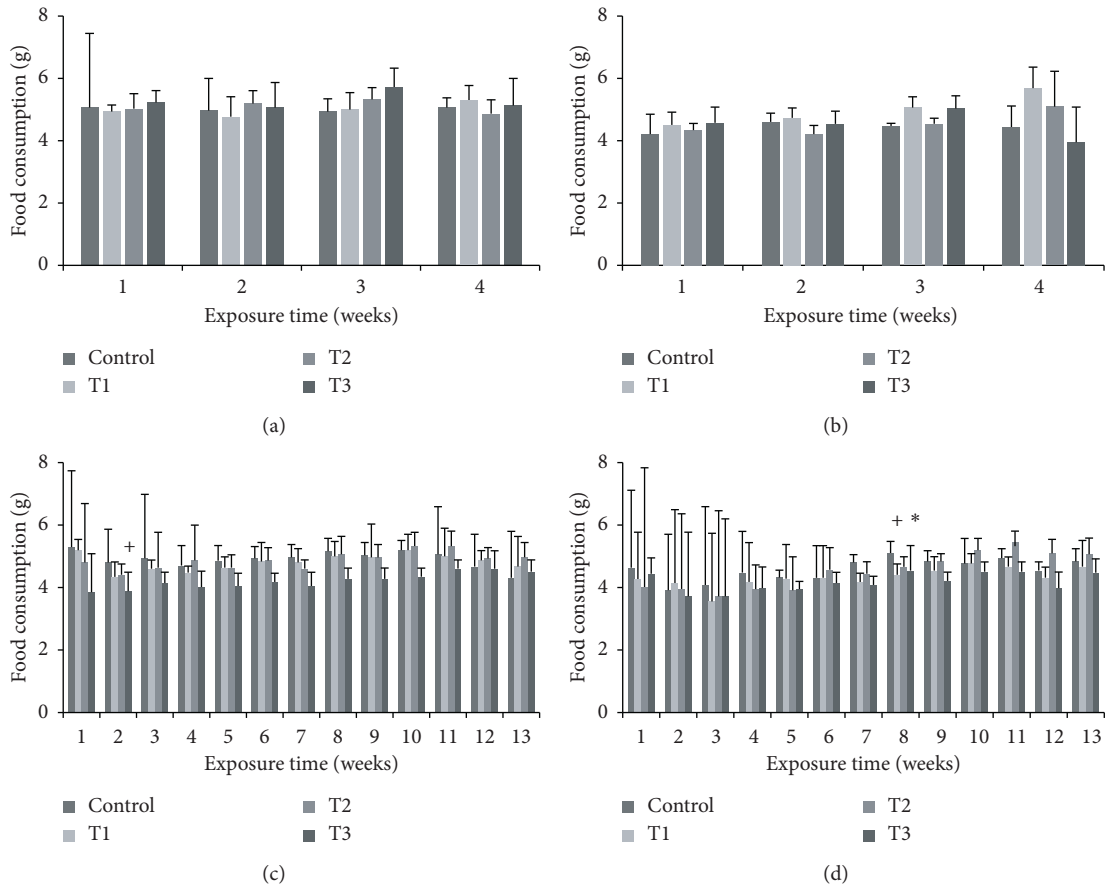 Food consumption (g)
8
6
4
2
0
1 2 3 4
Exposure time (weeks)
Control T2
T1 T3
(a)
Food consumption (g)
8
6
4
2
0
1 2 3 4
Exposure time (weeks)
Control T2
T1 T3
(b)
Food consumption (g)
8
6
4
2
0
+
1 2 3 4 5 6 7 8 9 10 11 12 13
Exposure time (weeks)
Control T2
T1 T3
(c)
Food consumption (g)
8
6
4
2
0
+ *
1 2 3 4 5 6 7 8 9 10 11 12 13
Exposure time (weeks)
Control T2
T1 T3
(d)